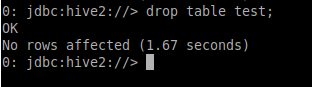 0: jdbc:hive2://> drop table test;
OK
No rows affected (1.67 seconds)
0: jdbc:hive2://>